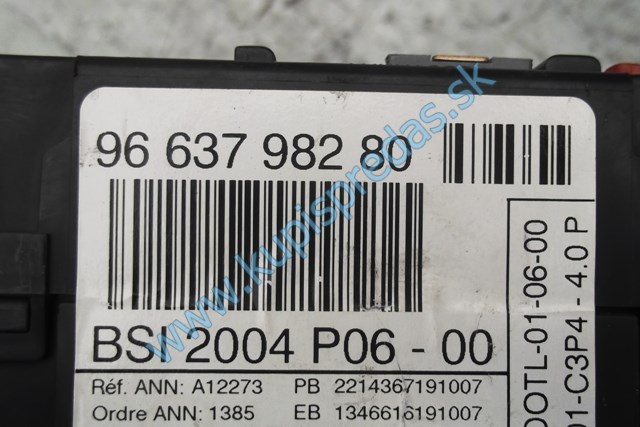 96 637 982 80
BSI 2004 P06 - 00
Réf. ANN: A12273 PB 2214367191007
Ordre ANN: 1385 EB 1346616191007
OOTL-01-06-00
01-C3P4 - 4.0 P
www.kupispredas.sk